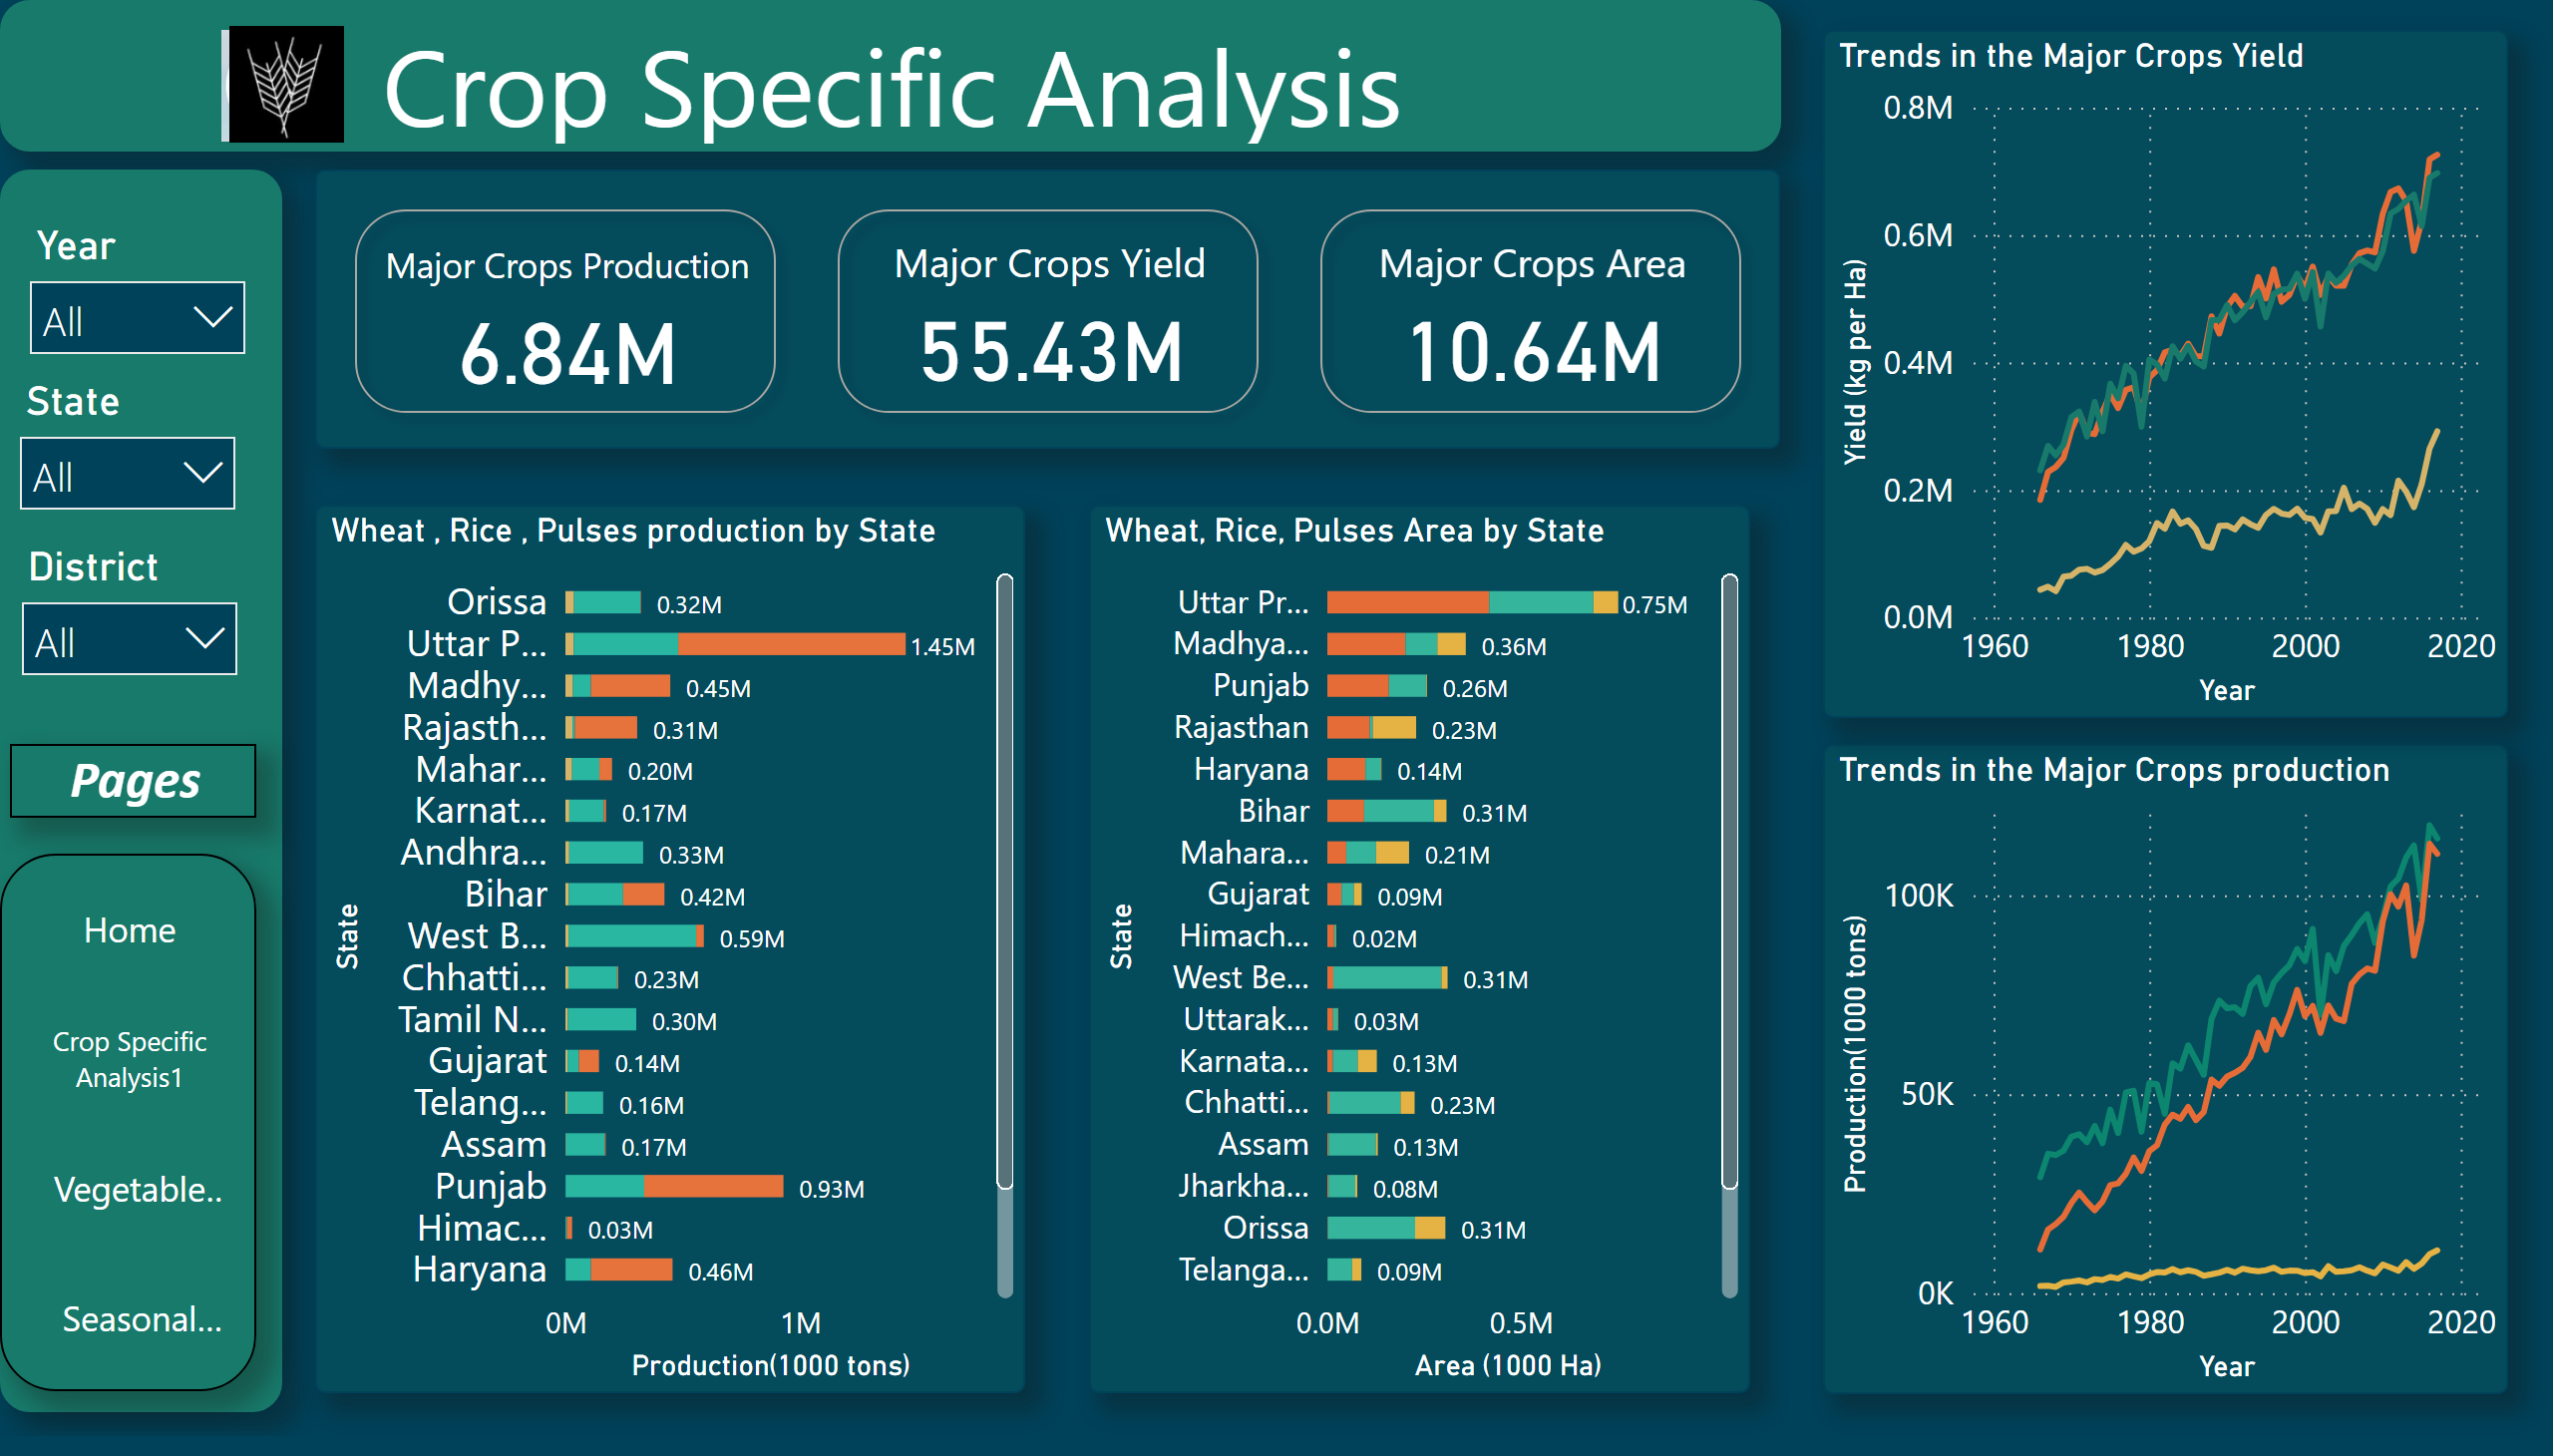 Crop Specific Analysis
Year
All
State
All
District
All
Pages
Home
Crop Specific
Analysis1
Vegetable..
Seasonal...
Major Crops Production
6.84M
Major Crops Yield
55.43M
Major Crops Area
10.64M
Wheat , Rice , Pulses production by State
State
Orissa 0.32M
Uttar P... 1.45M
Madhy... 0.45M
Rajasth... 0.31M
Mahar... 0.20M
Karnat... 0.17M
Andhra... 0.33M
Bihar 0.42M
West B... 0.59M
Chhatti... 0.23M
Tamil N... 0.30M
Gujarat 0.14M
Telang... 0.16M
Assam 0.17M
Punjab 0.93M
Himac... 0.03M
Haryana 0.46M
0M 1M
Production(1000 tons)
Wheat, Rice, Pulses Area by State
State
Uttar Pr... 0.75M
Madhya... 0.36M
Punjab 0.26M
Rajasthan 0.23M
Haryana 0.14M
Bihar 0.31M
Mahara... 0.21M
Gujarat 0.09M
Himach... 0.02M
West Be... 0.31M
Uttarak... 0.03M
Karnata... 0.13M
Chhatti... 0.23M
Assam 0.13M
Jharkha... 0.08M
Orissa 0.31M
Telanga... 0.09M
0.0M 0.5M
Area (1000 Ha)
Trends in the Major Crops Yield
Yield (kg per Ha)
0.8M
0.6M
0.4M
0.2M
0.0M
1960 1980 2000 2020
Year
Trends in the Major Crops production
Production(1000 tons)
100K
50K
0K
1960 1980 2000 2020
Year